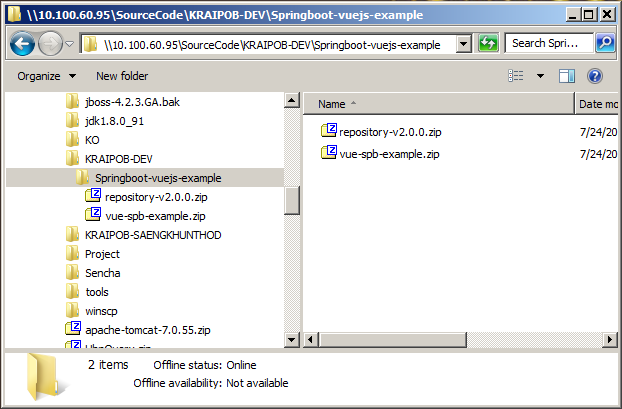 \\10.100.60.95\SourceCode\KRAIPOB-DEV\Springboot-vuejs-example
\\10.100.60.95\SourceCode\KRAIPOB-DEV\Springboot-vuejs-example
Search Spri...
Organize
New folder
jboss-4.2.3.GA.bak
jdk1.8.0_91
KO
KRAIPOB-DEV
Springboot-vuejs-example
repository-v2.0.0.zip
vue-spb-example.zip
KRAIPOB-SAENGKHUNTHOD
Project
Sencha
tools
winscp
apache-tomcat-7.0.55.zip
Name
Date mo
repository-v2.0.0.zip
7/24/20
vue-spb-example.zip
7/24/20
2 items
Offline status: Online
Offline availability: Not available